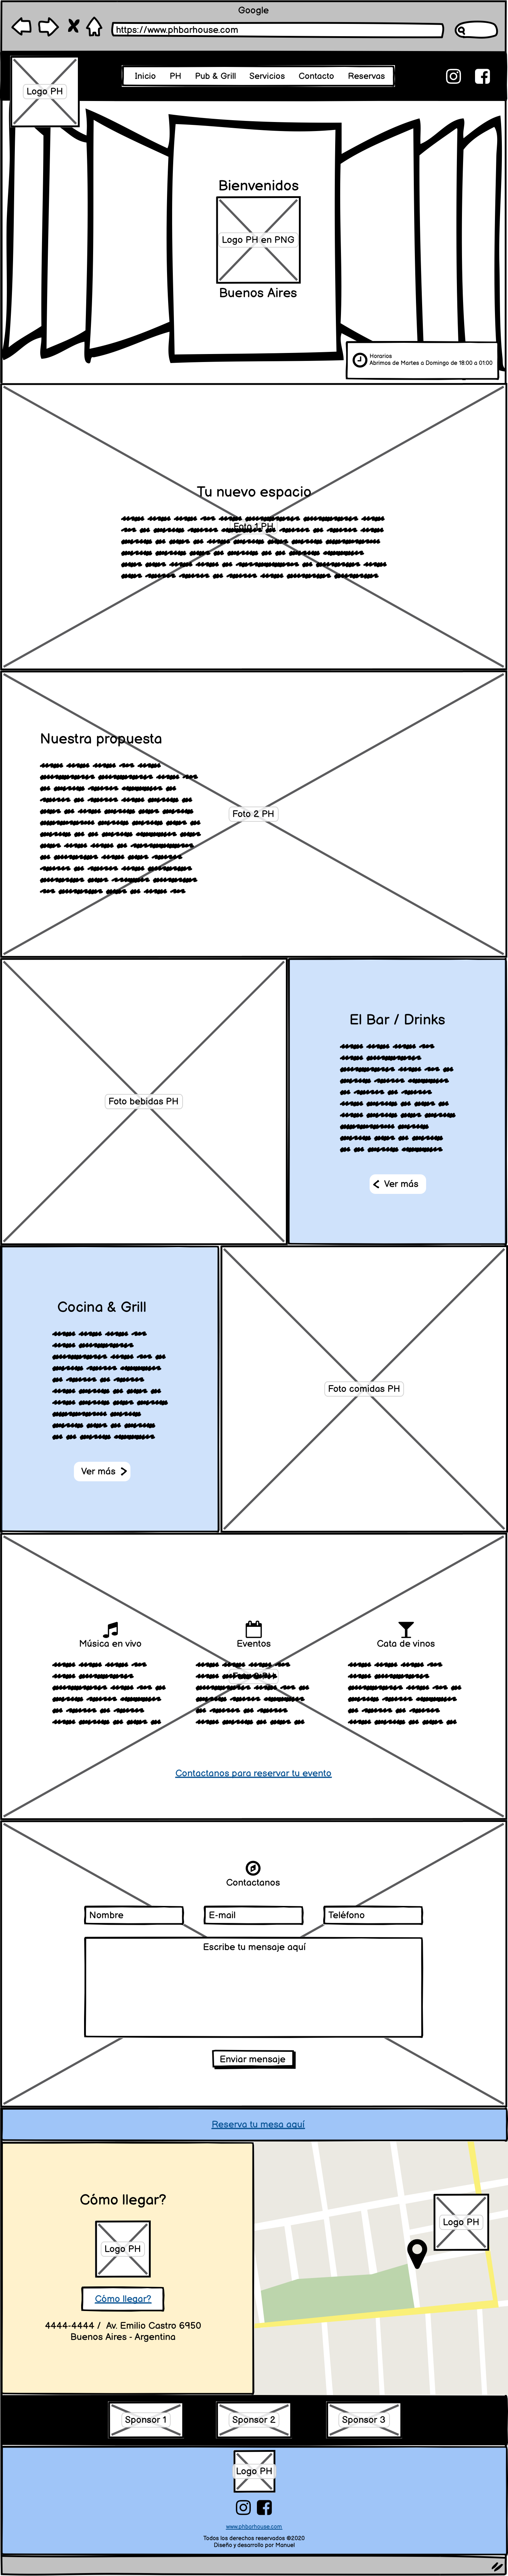 Google
https://www.phbarhouse.com
Inicio PH Pub & Grill Servicios Contacto Reservas
Logo PH
Bienvenidos
Logo PH en PNG
Buenos Aires
Horarios
Abrimos de Martes a Domingo de 18:00 a 01:00
Tu nuevo espacio
Foto 1 PH
Nuestra propuesta
Foto 2 PH
El Bar / Drinks
Foto bebidas PH
Ver más
Cocina & Grill
Foto comidas PH
Ver más
Música en vivo Eventos Cata de vinos
Contactanos para reservar tu evento
Contactanos
Nombre E-mail Teléfono
Escribe tu mensaje aquí
Enviar mensaje
Reserva tu mesa aquí
Cómo llegar?
Logo PH
Logo PH
Cómo llegar?
4444-4444 / Av. Emilio Castro 6950
Buenos Aires - Argentina
Sponsor 1 Sponsor 2 Sponsor 3
Logo PH
www.phbarhouse.com
Todos los derechos reservados ©2020
Diseño y desarrollo por Manuel